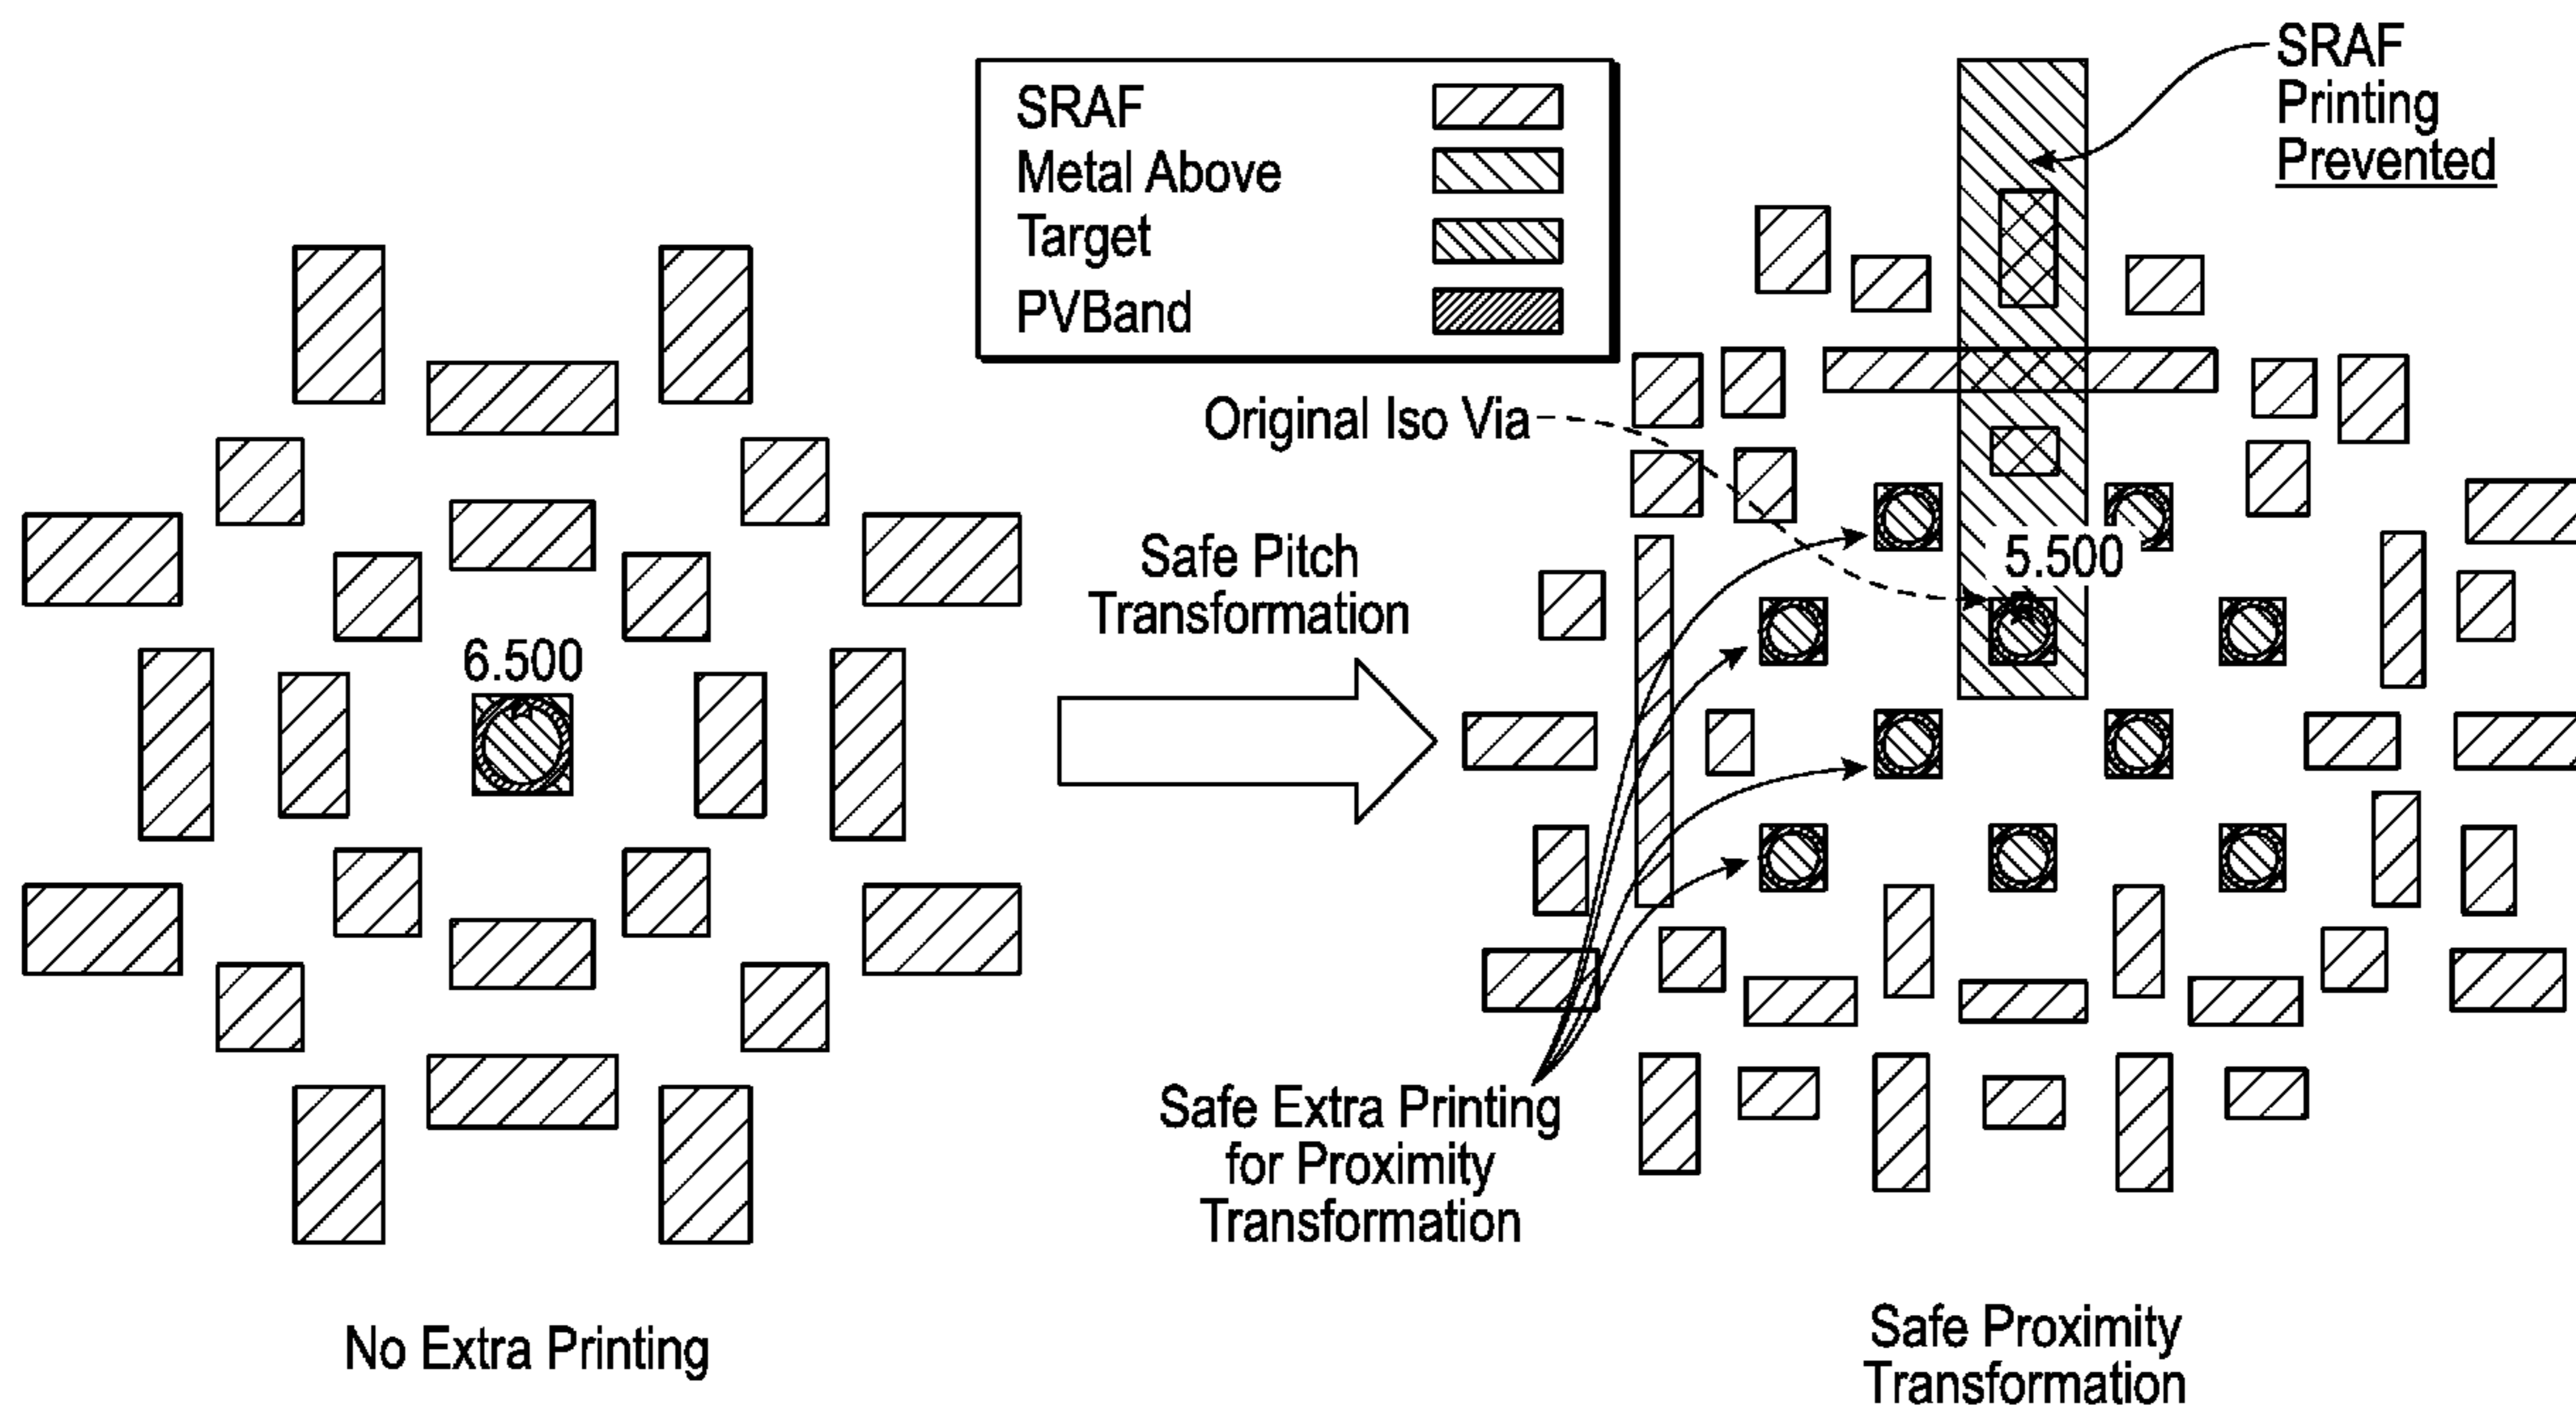 SRAF
Metal Above
Target
PVBand
SRAF
Printing
Prevented
Original Iso Via
Safe Pitch
Transformation
6.500
5.500
Safe Extra Printing
for Proximity
Transformation
No Extra Printing
Safe Proximity
Transformation